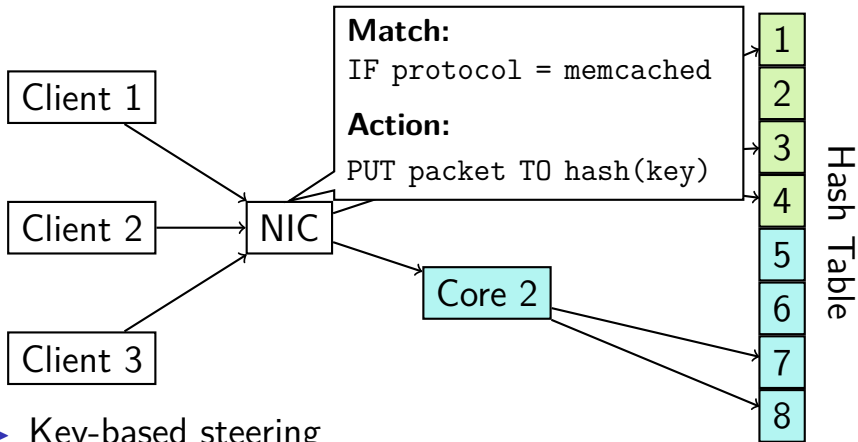 Match:
IF protocol = memcached
Action:
PUT packet TO hash(key)
Client 1
Client 2
Client 3
NIC
Core 2
1
2
3
4
5
6
7
8
Hash Table
Key-based steering